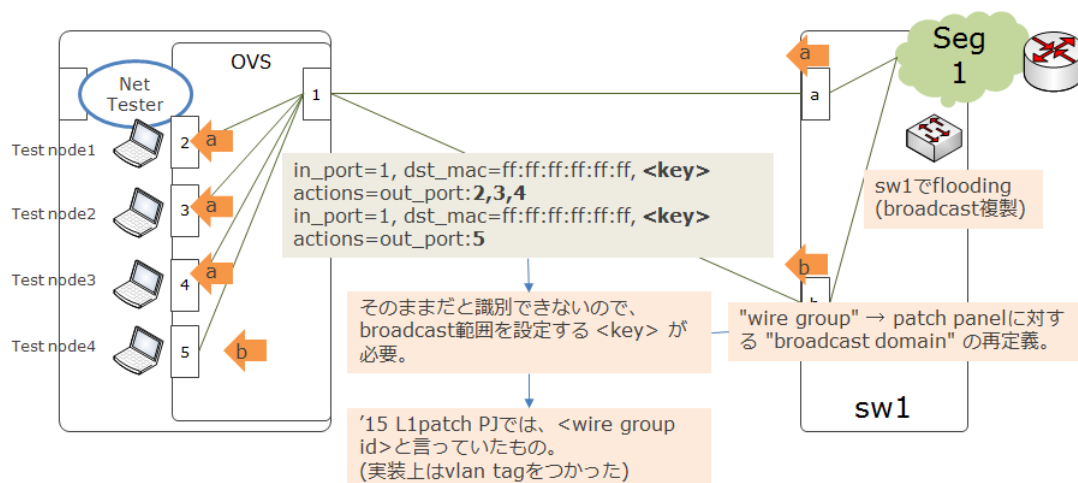 OVS
Net
Tester
1
2
3
4
5
a
a
a
b
Test node1
Test node2
Test node3
Test node4
in_port=1, dst_mac=ff:ff:ff:ff:ff:ff, <key>
actions=out_port:2,3,4
in_port=1, dst_mac=ff:ff:ff:ff:ff:ff, <key>
actions=out_port:5
そのままだと識別できないので、
broadcast範囲を設定する <key> が
必要。
’15 L1patch PJでは、<wire group
id>と言っていたもの。
(実装上はvlan tagをつかった)
a
a
Seg
1
sw1でflooding
(broadcast複製)
b
b
"wire group" → patch panelに対す
る "broadcast domain" の再定義。
sw1